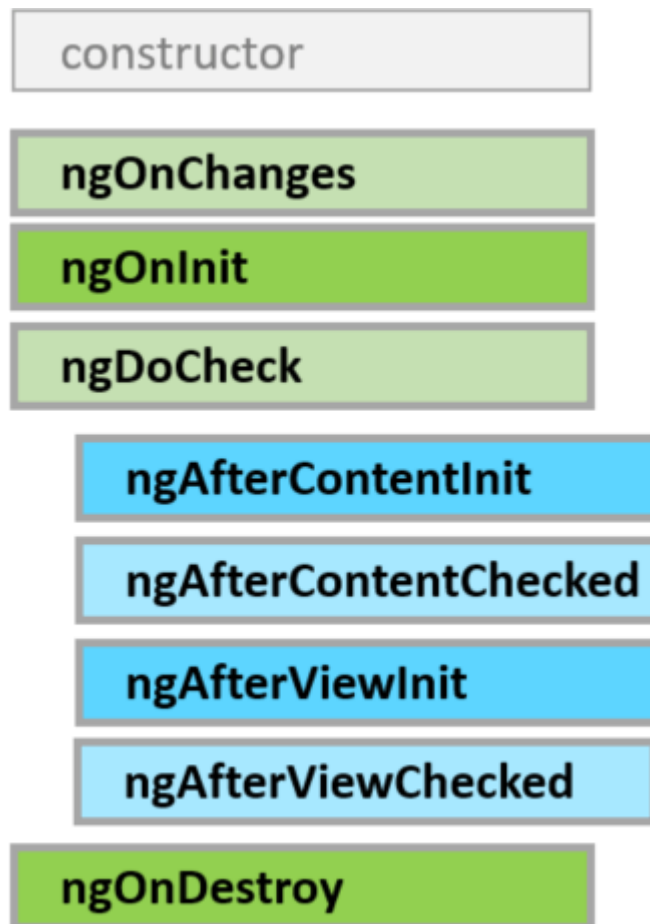 constructor
ngOnChanges
ngOnInit
ngDoCheck
ngAfterContentInit
ngAfterContentChecked
ngAfterViewInit
ngAfterViewChecked
ngOnDestroy